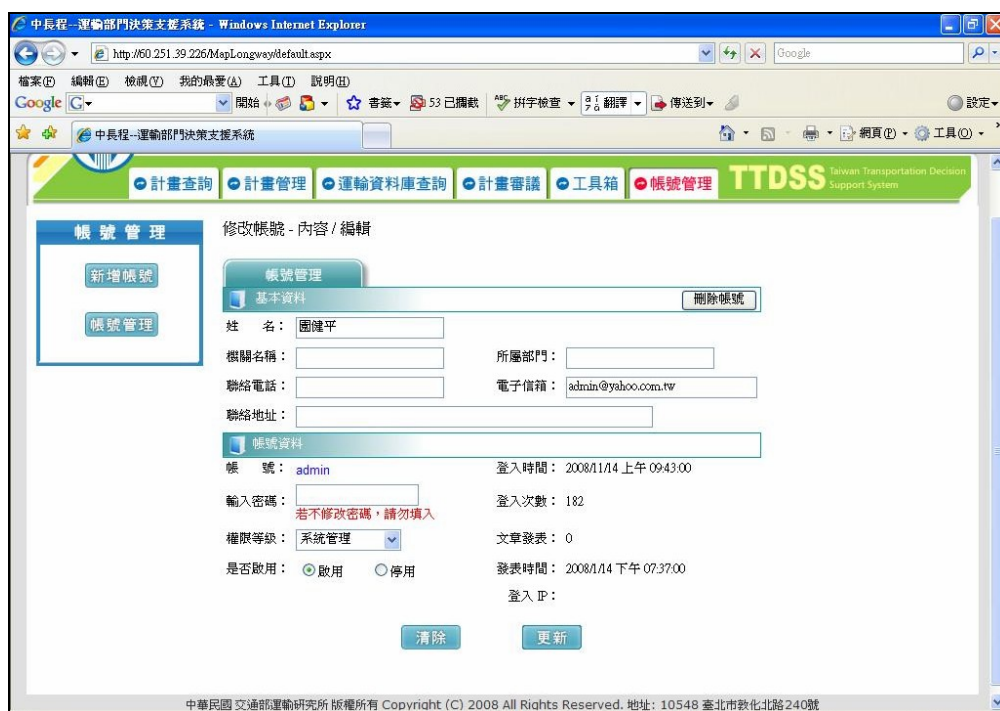 中長程--運輸部門決策支援系統 - Windows Internet Explorer
http://60.251.39.226/MapLongway/default.aspx
Google
檔案(F) 編輯(E) 檢視(V) 我的最愛(A) 工具(T) 說明(H)
Google G 開始 書籤 53 已攔截 ABC 拼字檢查 翻譯 傳送到 設定
中長程--運輸部門決策支援系統 網頁(P) 工具(O)
計畫查詢 計畫管理 運輸資料庫查詢 計畫審議 工具箱 帳號管理 TTDSS Taiwan Transportation Decision Support System
帳號管理
新增帳號
帳號管理
修改帳號 - 內容 / 編輯
帳號管理
基本資料 刪除帳號
姓 名: 團健平
機關名稱: 所屬部門:
聯絡電話: 電子信箱: admin@yahoo.com.tw
聯絡地址:
帳號資料
帳 號: admin 登入時間: 2008/11/14 上午 09:43:00
輸入密碼: 登入次數: 182
若不修改密碼,請勿填入
權限等級: 系統管理 文章發表: 0
是否啟用: 啟用 停用 發表時間: 2008/1/14 下午 07:37:00
登入 IP:
清除 更新
中華民國 交通部運輸研究所 版權所有 Copyright (C) 2008 All Rights Reserved. 地址: 10548 臺北市敦化北路240號